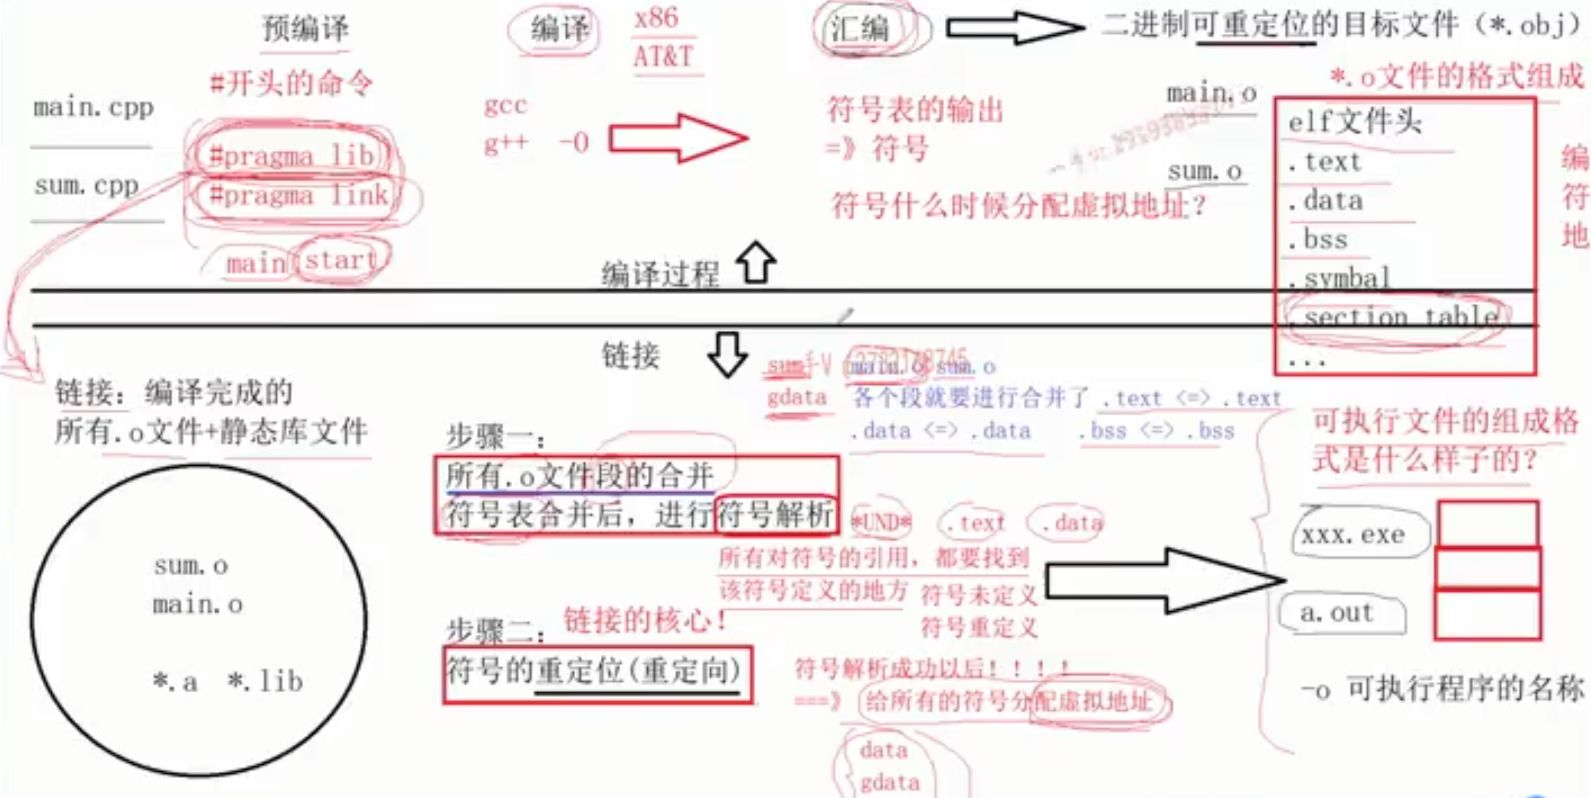 预编译
编译
x86
AT&T
汇编
二进制可重定位的目标文件（*.obj）
#开头的命令
*.o文件的格式组成
main.cpp
gcc
g++ -O
符号表的输出
=》符号
main.o
elf文件头
#pragma lib
.text
编
sum.cpp
sum.o
#pragma link
符号什么时候分配虚拟地址？
.data
符
main start
.bss
地
编译过程
.symbal
.section table
链接
...
sum
main.o sum.o
gdata
各个段就要进行合并了 .text <=> .text
.data <=> .data .bss <=> .bss
链接：编译完成的
所有.o文件+静态库文件
步骤一：
所有.o文件段的合并
符号表合并后，进行符号解析
*UND* .text .data
所有对符号的引用，都要找到
该符号定义的地方
符号未定义
符号重定义
可执行文件的组成格
式是什么样子的？
xxx.exe
a.out
-o 可执行程序的名称
sum.o
main.o
*.a *.lib
步骤二：
链接的核心！
符号的重定位(重定向)
符号解析成功以后！！！！
===》 给所有的符号分配虚拟地址
data
gdata